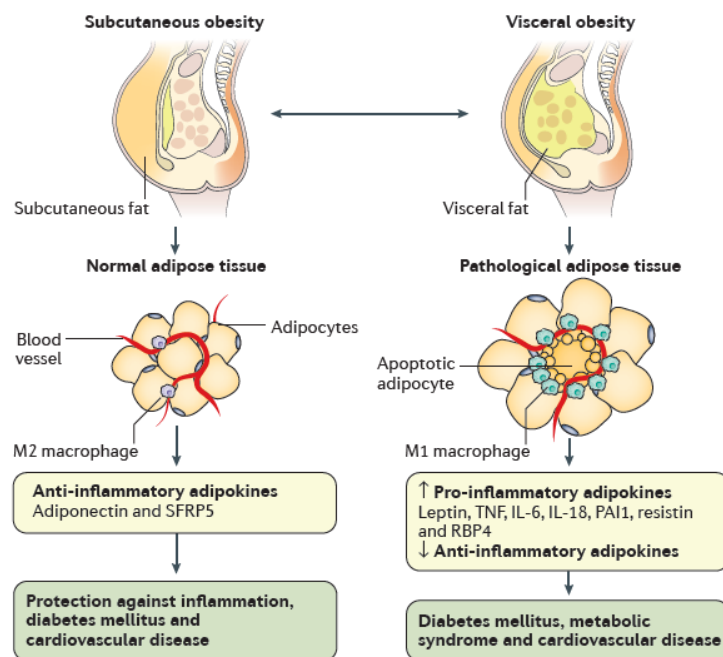 Subcutaneous obesity
Visceral obesity
Subcutaneous fat
Visceral fat
Normal adipose tissue
Pathological adipose tissue
Blood
vessel
Adipocytes
M2 macrophage
Apoptotic
adipocyte
M1 macrophage
Anti-inflammatory adipokines
Adiponectin and SFRP5
↑ Pro-inflammatory adipokines
Leptin, TNF, IL-6, IL-18, PAI1, resistin
and RBP4
↓ Anti-inflammatory adipokines
Protection against inflammation,
diabetes mellitus and
cardiovascular disease
Diabetes mellitus, metabolic
syndrome and cardiovascular disease